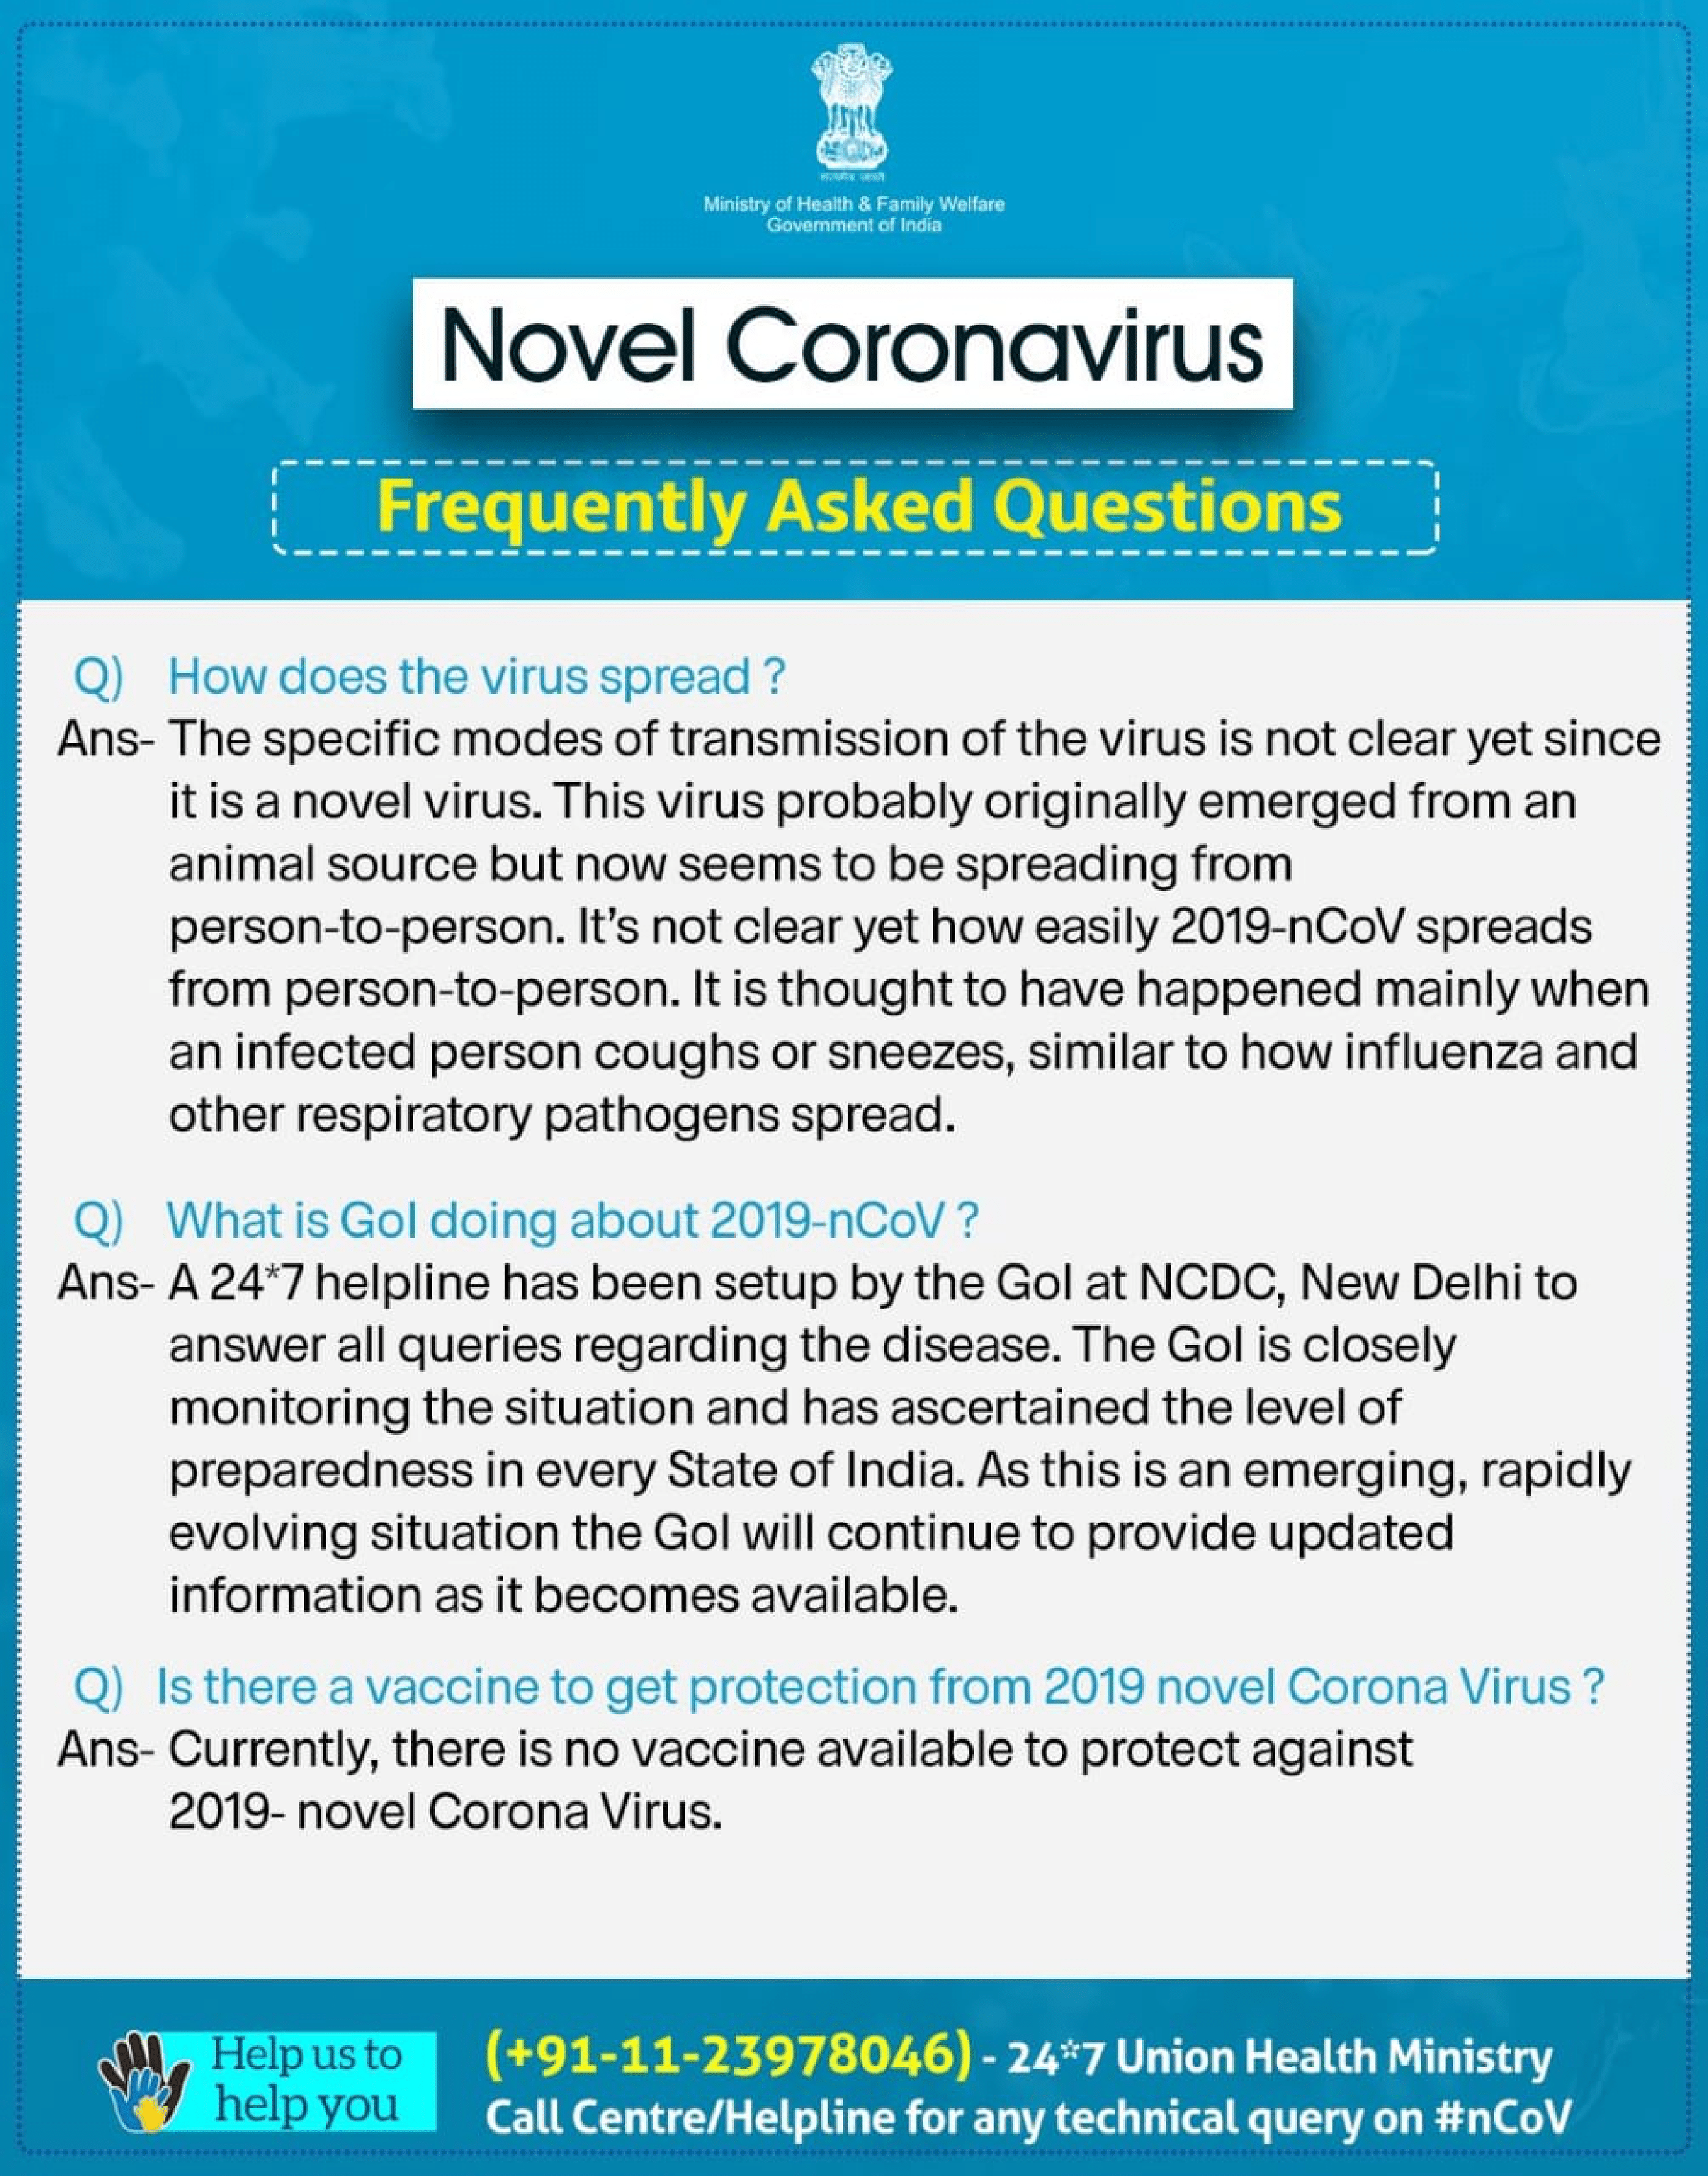 सत्यमेव जयते
Ministry of Health & Family Welfare
Government of India
Novel Coronavirus
Frequently Asked Questions
Q) How does the virus spread ?
Ans- The specific modes of transmission of the virus is not clear yet since
it is a novel virus. This virus probably originally emerged from an
animal source but now seems to be spreading from
person-to-person. It's not clear yet how easily 2019-nCoV spreads
from person-to-person. It is thought to have happened mainly when
an infected person coughs or sneezes, similar to how influenza and
other respiratory pathogens spread.
Q) What is GoI doing about 2019-nCoV ?
Ans- A 24*7 helpline has been setup by the GoI at NCDC, New Delhi to
answer all queries regarding the disease. The GoI is closely
monitoring the situation and has ascertained the level of
preparedness in every State of India. As this is an emerging, rapidly
evolving situation the GoI will continue to provide updated
information as it becomes available.
Q) Is there a vaccine to get protection from 2019 novel Corona Virus ?
Ans- Currently, there is no vaccine available to protect against
2019- novel Corona Virus.
Help us to
help you
(+91-11-23978046) - 24*7 Union Health Ministry
Call Centre/Helpline for any technical query on #nCoV